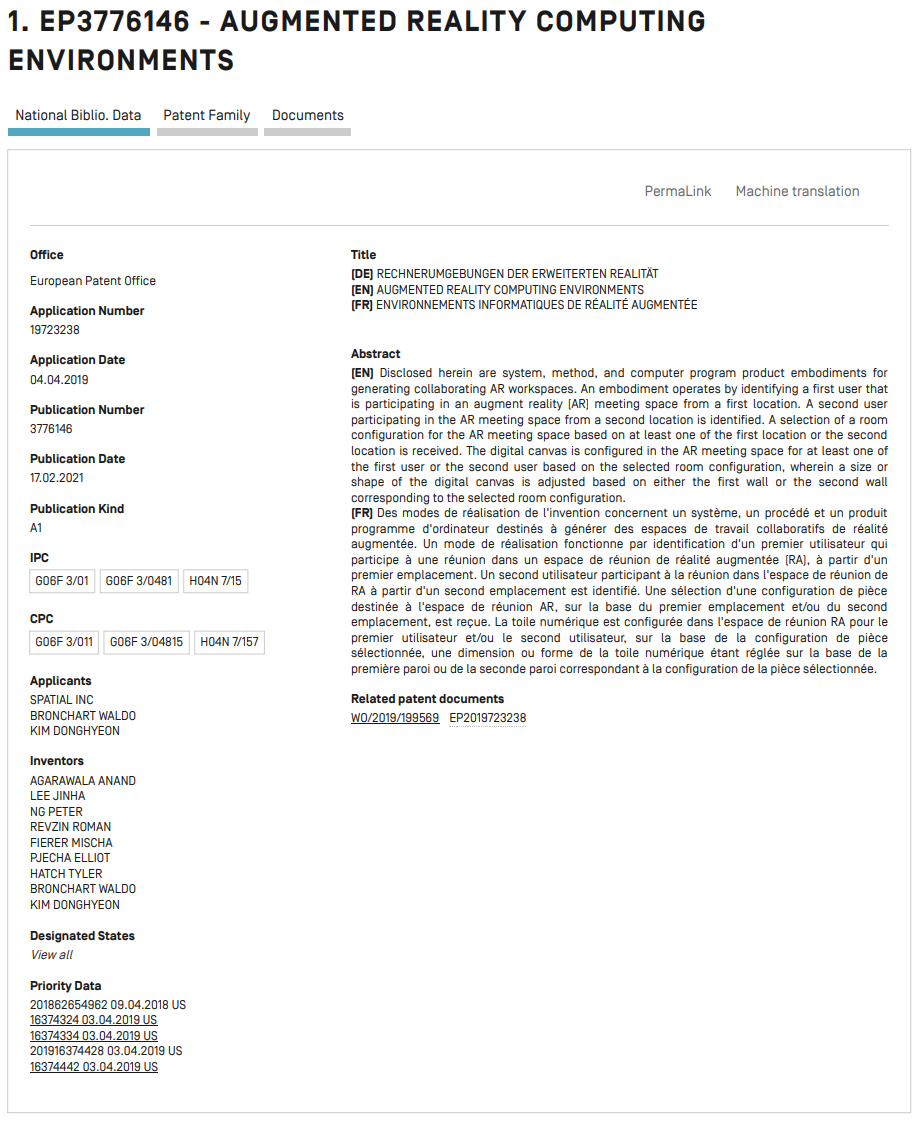 1. EP3776146 - AUGMENTED REALITY COMPUTING
ENVIRONMENTS
National Biblio. Data
Patent Family
Documents
PermaLink
Machine translation
Office
European Patent Office
Application Number
19723238
Application Date
04.04.2019
Publication Number
3776146
Publication Date
17.02.2021
Publication Kind
A1
IPC
G06F 3/01
G06F 3/0481
H04N 7/15
CPC
G06F 3/011
G06F 3/04815
H04N 7/157
Applicants
SPATIAL INC
BRONCHART WALDO
KIM DONGHYEON
Inventors
AGARAWALA ANAND
LEE JINHA
NG PETER
REVZIN ROMAN
FIERER MISCHA
PJECHA ELLIOT
HATCH TYLER
BRONCHART WALDO
KIM DONGHYEON
Designated States
View all
Priority Data
201862654962 09.04.2018 US
16374324 03.04.2019 US
16374334 03.04.2019 US
201916374428 03.04.2019 US
16374442 03.04.2019 US
Title
[DE] RECHNERUMGEBUNGEN DER ERWEITERTEN REALITÄT
[EN] AUGMENTED REALITY COMPUTING ENVIRONMENTS
[FR] ENVIRONNEMENTS INFORMATIQUES DE RÉALITÉ AUGMENTÉE
Abstract
[EN] Disclosed herein are system, method, and computer program product embodiments for
generating collaborating AR workspaces. An embodiment operates by identifying a first user that
is participating in an augment reality (AR) meeting space from a first location. A second user
participating in the AR meeting space from a second location is identified. A selection of a room
configuration for the AR meeting space based on at least one of the first location or the second
location is received. The digital canvas is configured in the AR meeting space for at least one of
the first user or the second user based on the selected room configuration, wherein a size or
shape of the digital canvas is adjusted based on either the first wall or the second wall
corresponding to the selected room configuration.
[FR] Des modes de réalisation de l'invention concernent un système, un procédé et un produit
programme d'ordinateur destinés à générer des espaces de travail collaboratifs de réalité
augmentée. Un mode de réalisation fonctionne par identification d'un premier utilisateur qui
participe à une réunion dans un espace de réunion de réalité augmentée (RA), à partir d'un
premier emplacement. Un second utilisateur participant à la réunion dans l'espace de réunion de
RA à partir d'un second emplacement est identifié. Une sélection d'une configuration de pièce
destinée à l'espace de réunion AR, sur la base du premier emplacement et/ou du second
emplacement, est reçue. La toile numérique est configurée dans l'espace de réunion RA pour le
premier utilisateur et/ou le second utilisateur, sur la base de la configuration de pièce
sélectionnée, une dimension ou forme de la toile numérique étant réglée sur la base de la
première paroi ou de la seconde paroi correspondant à la configuration de la pièce sélectionnée.
Related patent documents
WO/2019/199569 EP2019723238